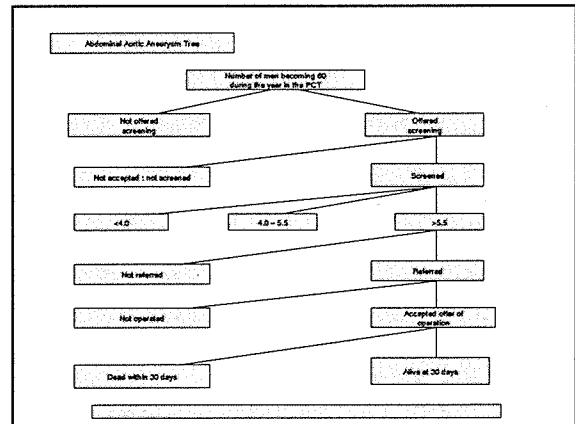 Abdominal Aortic Aneurysm Tree
Number of men becoming 60
during the year in the PCT
Not offered
screening
Offered
screening
Not accepted : not screened
Screened
<4.0
4.0 – 5.5
>5.5
Not referred
Referred
Not operated
Accepted offer of
operation
Dead within 30 days
Alive at 30 days